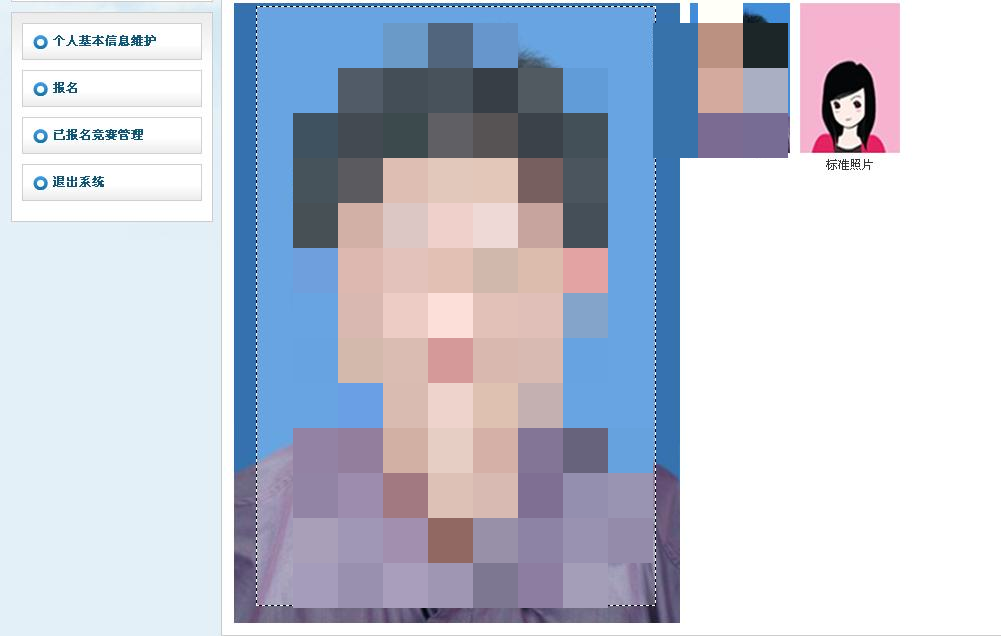 个人基本信息维护
报名
已报名竞赛管理
退出系统
标准照片